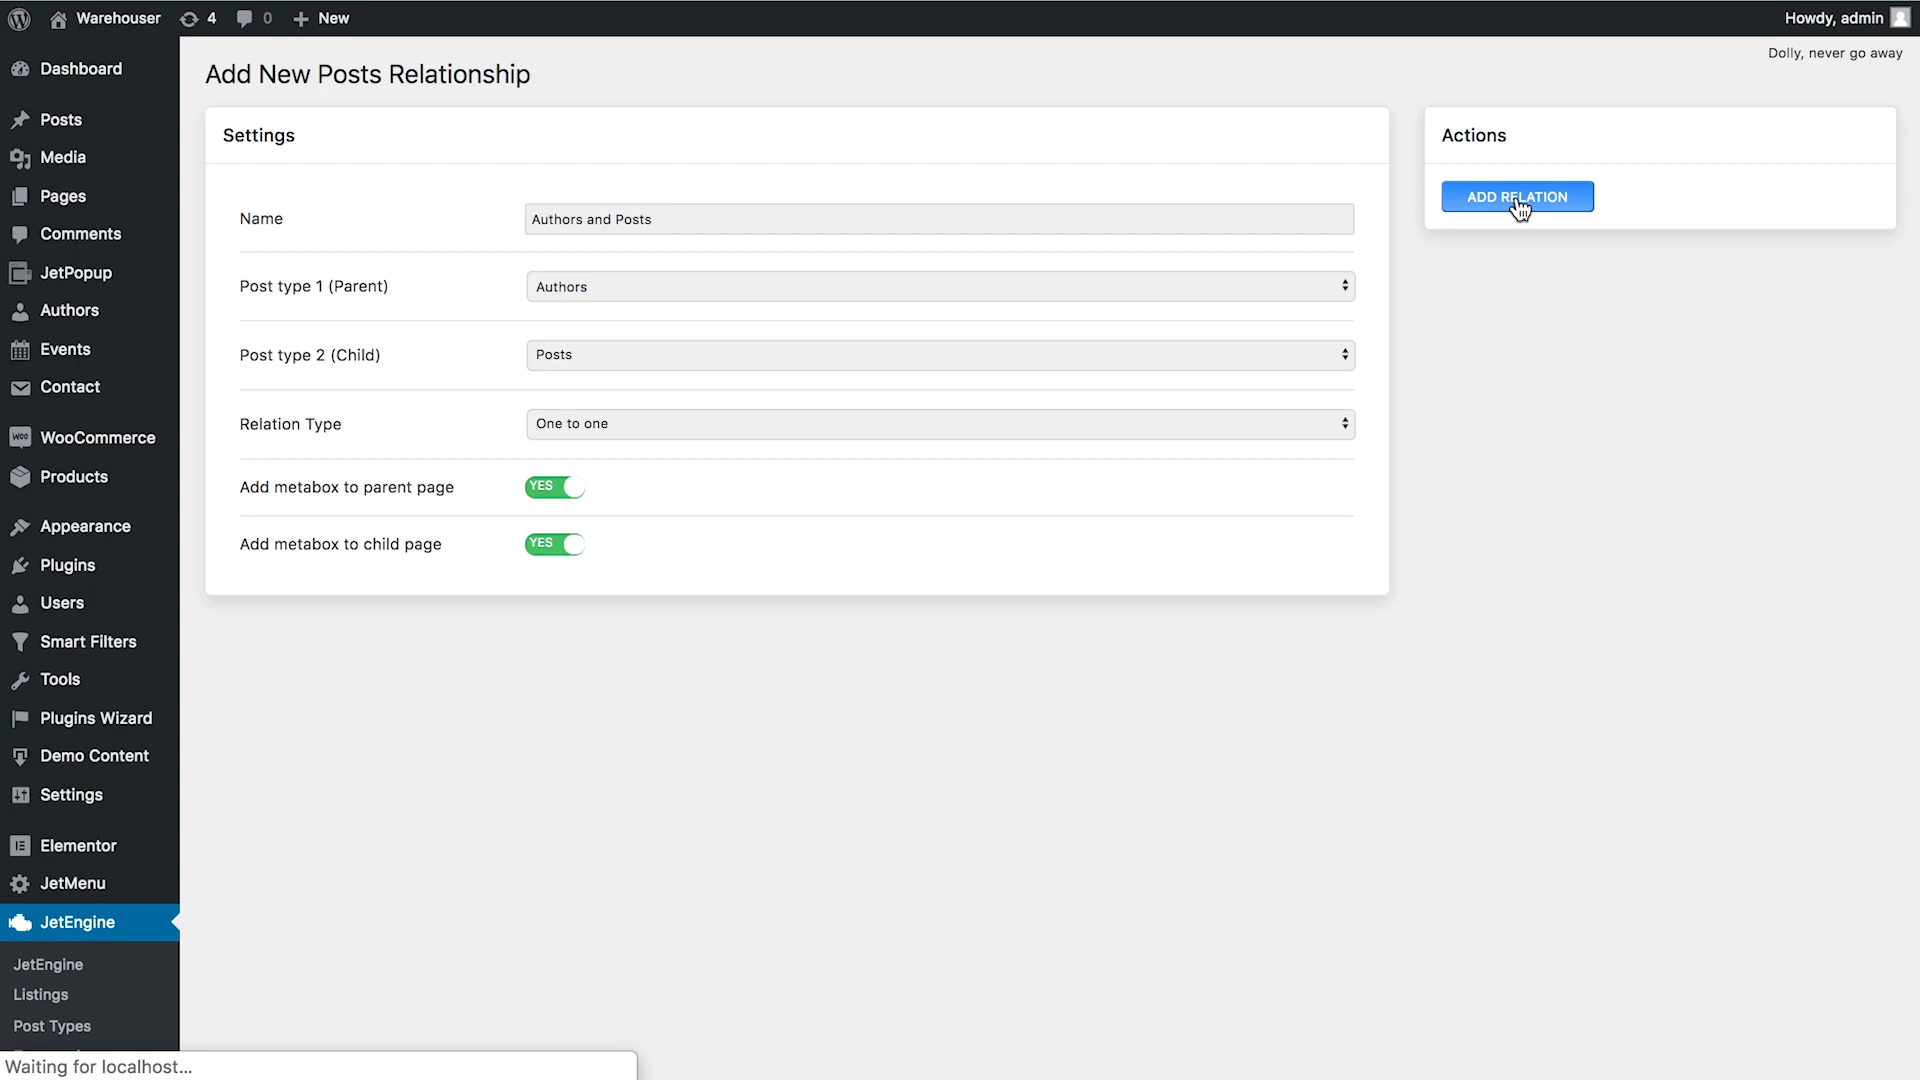 Warehouser 4 0 New Howdy, admin
Dolly, never go away
Dashboard
Posts
Media
Pages
Comments
JetPopup
Authors
Events
Contact
WooCommerce
Products
Appearance
Plugins
Users
Smart Filters
Tools
Plugins Wizard
Demo Content
Settings
Elementor
JetMenu
JetEngine
JetEngine
Listings
Post Types
Add New Posts Relationship
Settings
Name Authors and Posts
Post type 1 (Parent) Authors
Post type 2 (Child) Posts
Relation Type One to one
Add metabox to parent page YES
Add metabox to child page YES
Actions
ADD RELATION
Waiting for localhost...